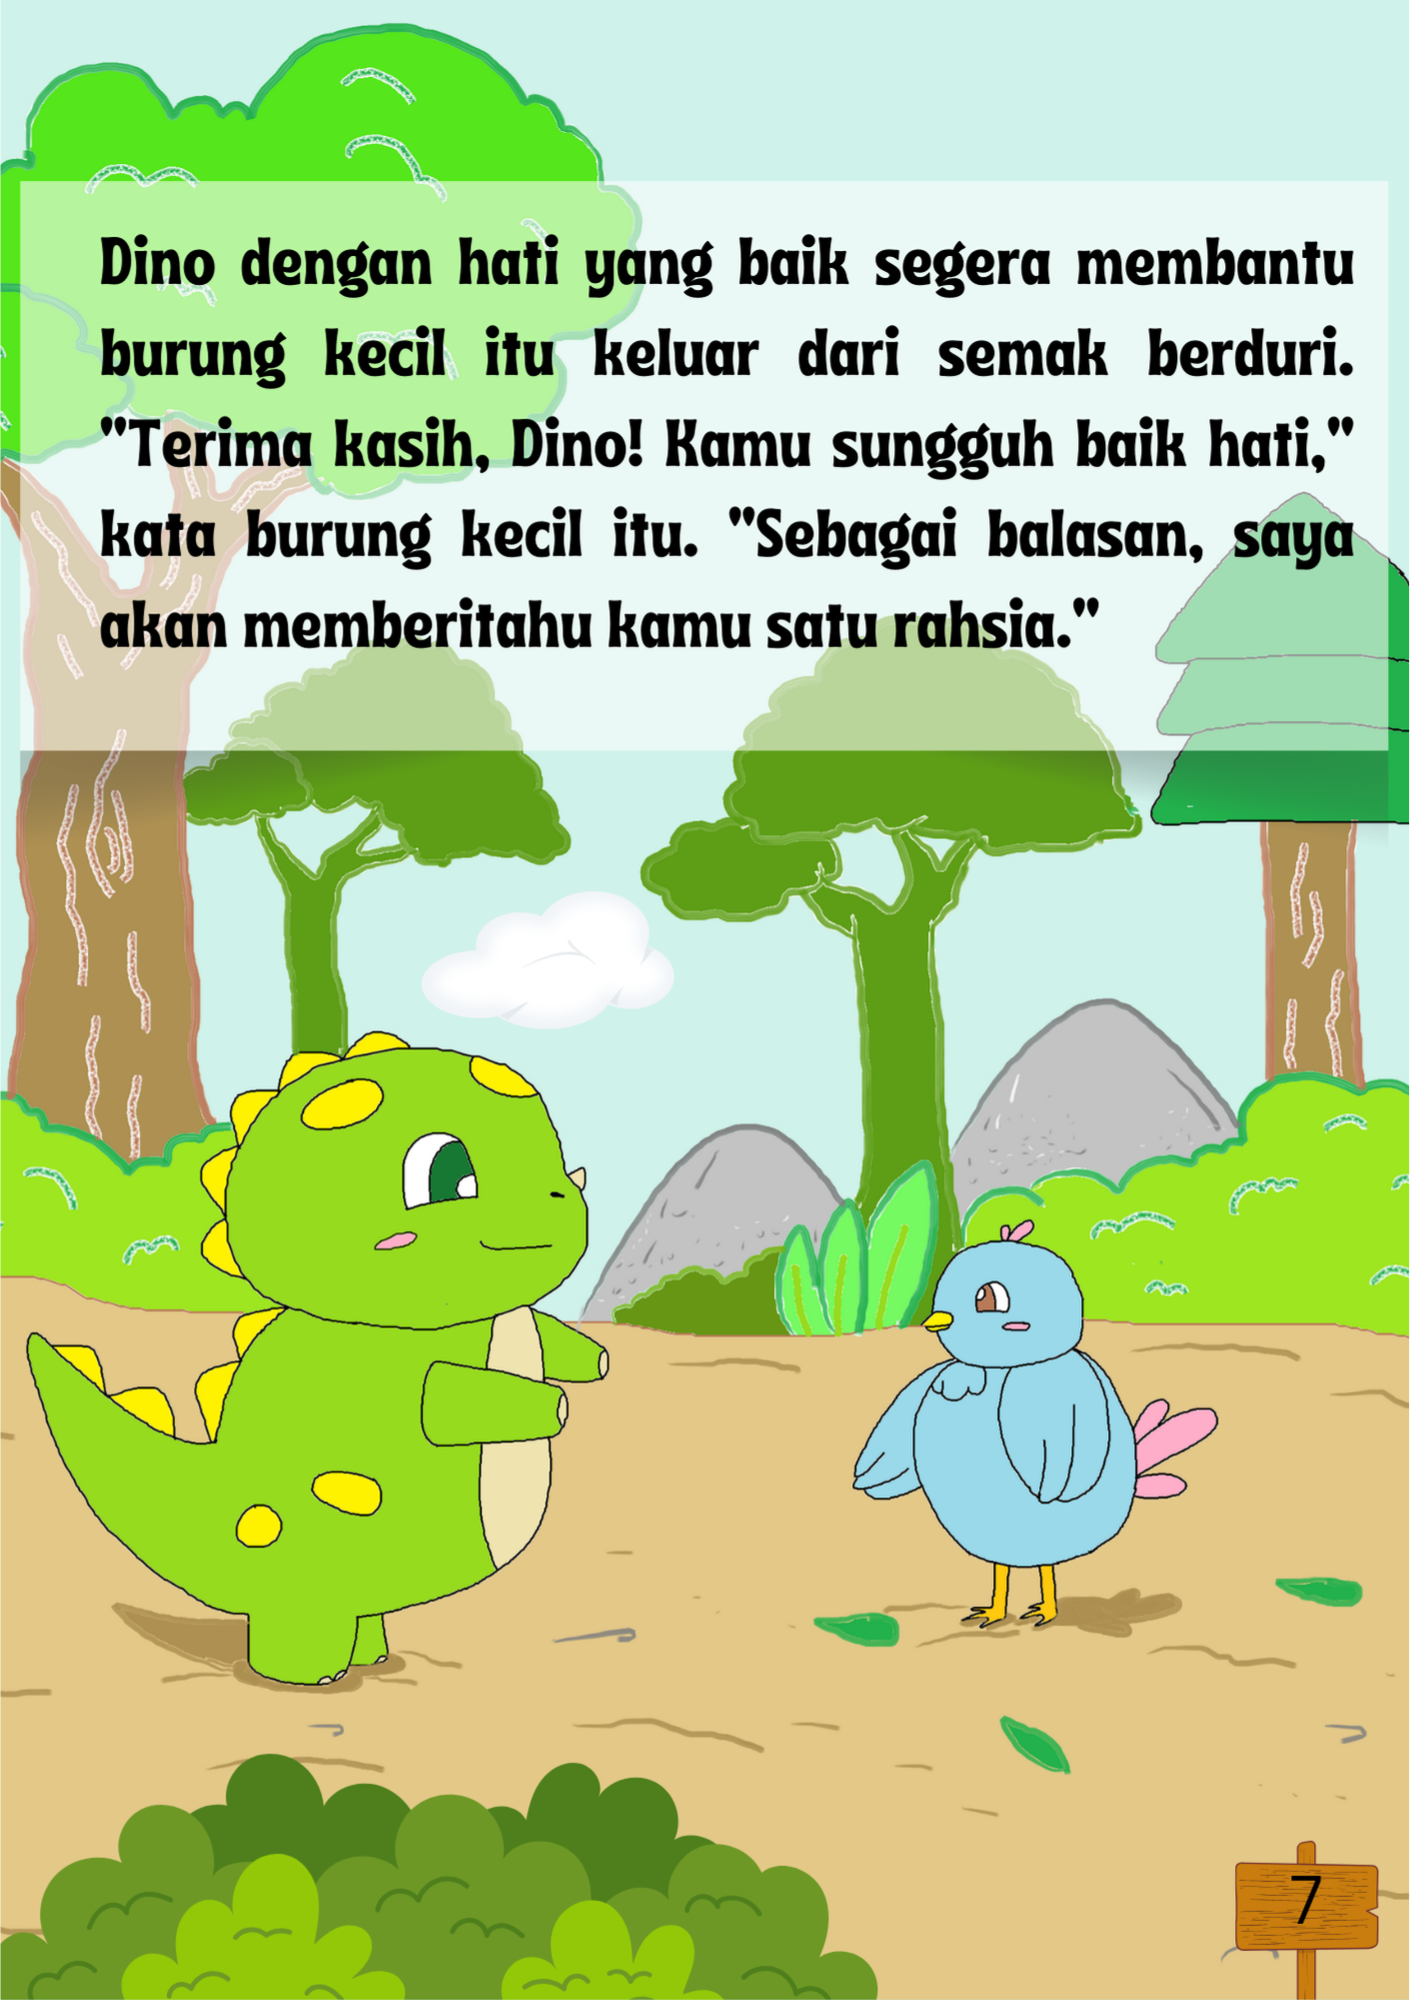 Dino dengan hati yang baik segera membantu
burung kecil itu keluar dari semak berduri.
"Terima kasih, Dino! Kamu sungguh baik hati,"
kata burung kecil itu. "Sebagai balasan, saya
akan memberitahu kamu satu rahsia."
7